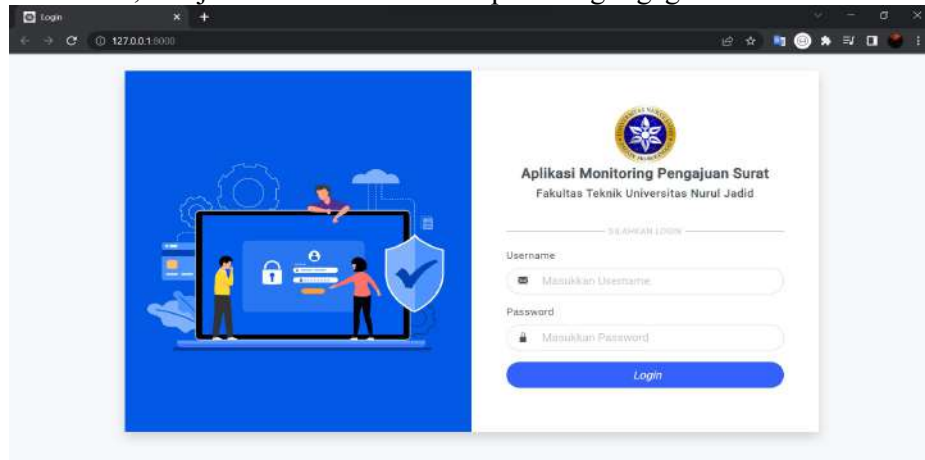 Login
127.0.0.1:8000
Aplikasi Monitoring Pengajuan Surat
Fakultas Teknik Universitas Nurul Jadid
SILAHKAN LOGIN
Username
Masukkan Username
Password
Masukkan Password
Login